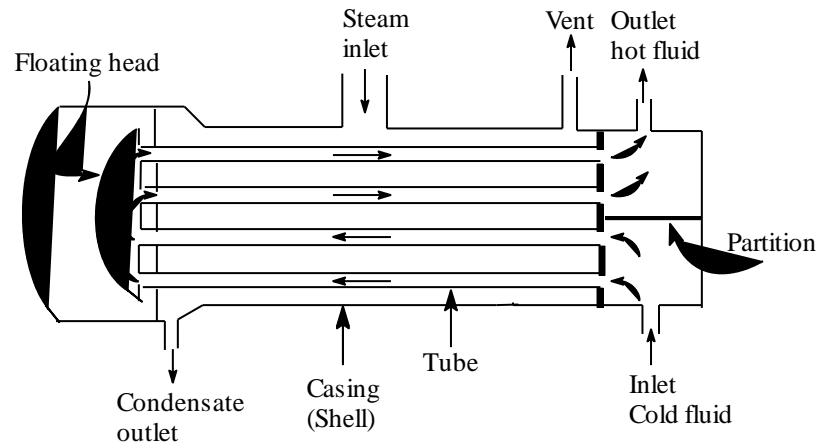 Steam
inlet
Vent
Outlet
hot fluid
Floating head
Partition
Tube
Casing
(Shell)
Condensate
outlet
Inlet
Cold fluid